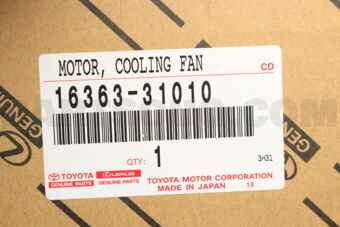 MOTOR, COOLING FAN
CD
16363-31010
QTY: 1
3H31
TOYOTA
GENUINE PARTS
LEXUS
GENUINE PARTS
TOYOTA MOTOR CORPORATION
MADE IN JAPAN 13
GENUINE